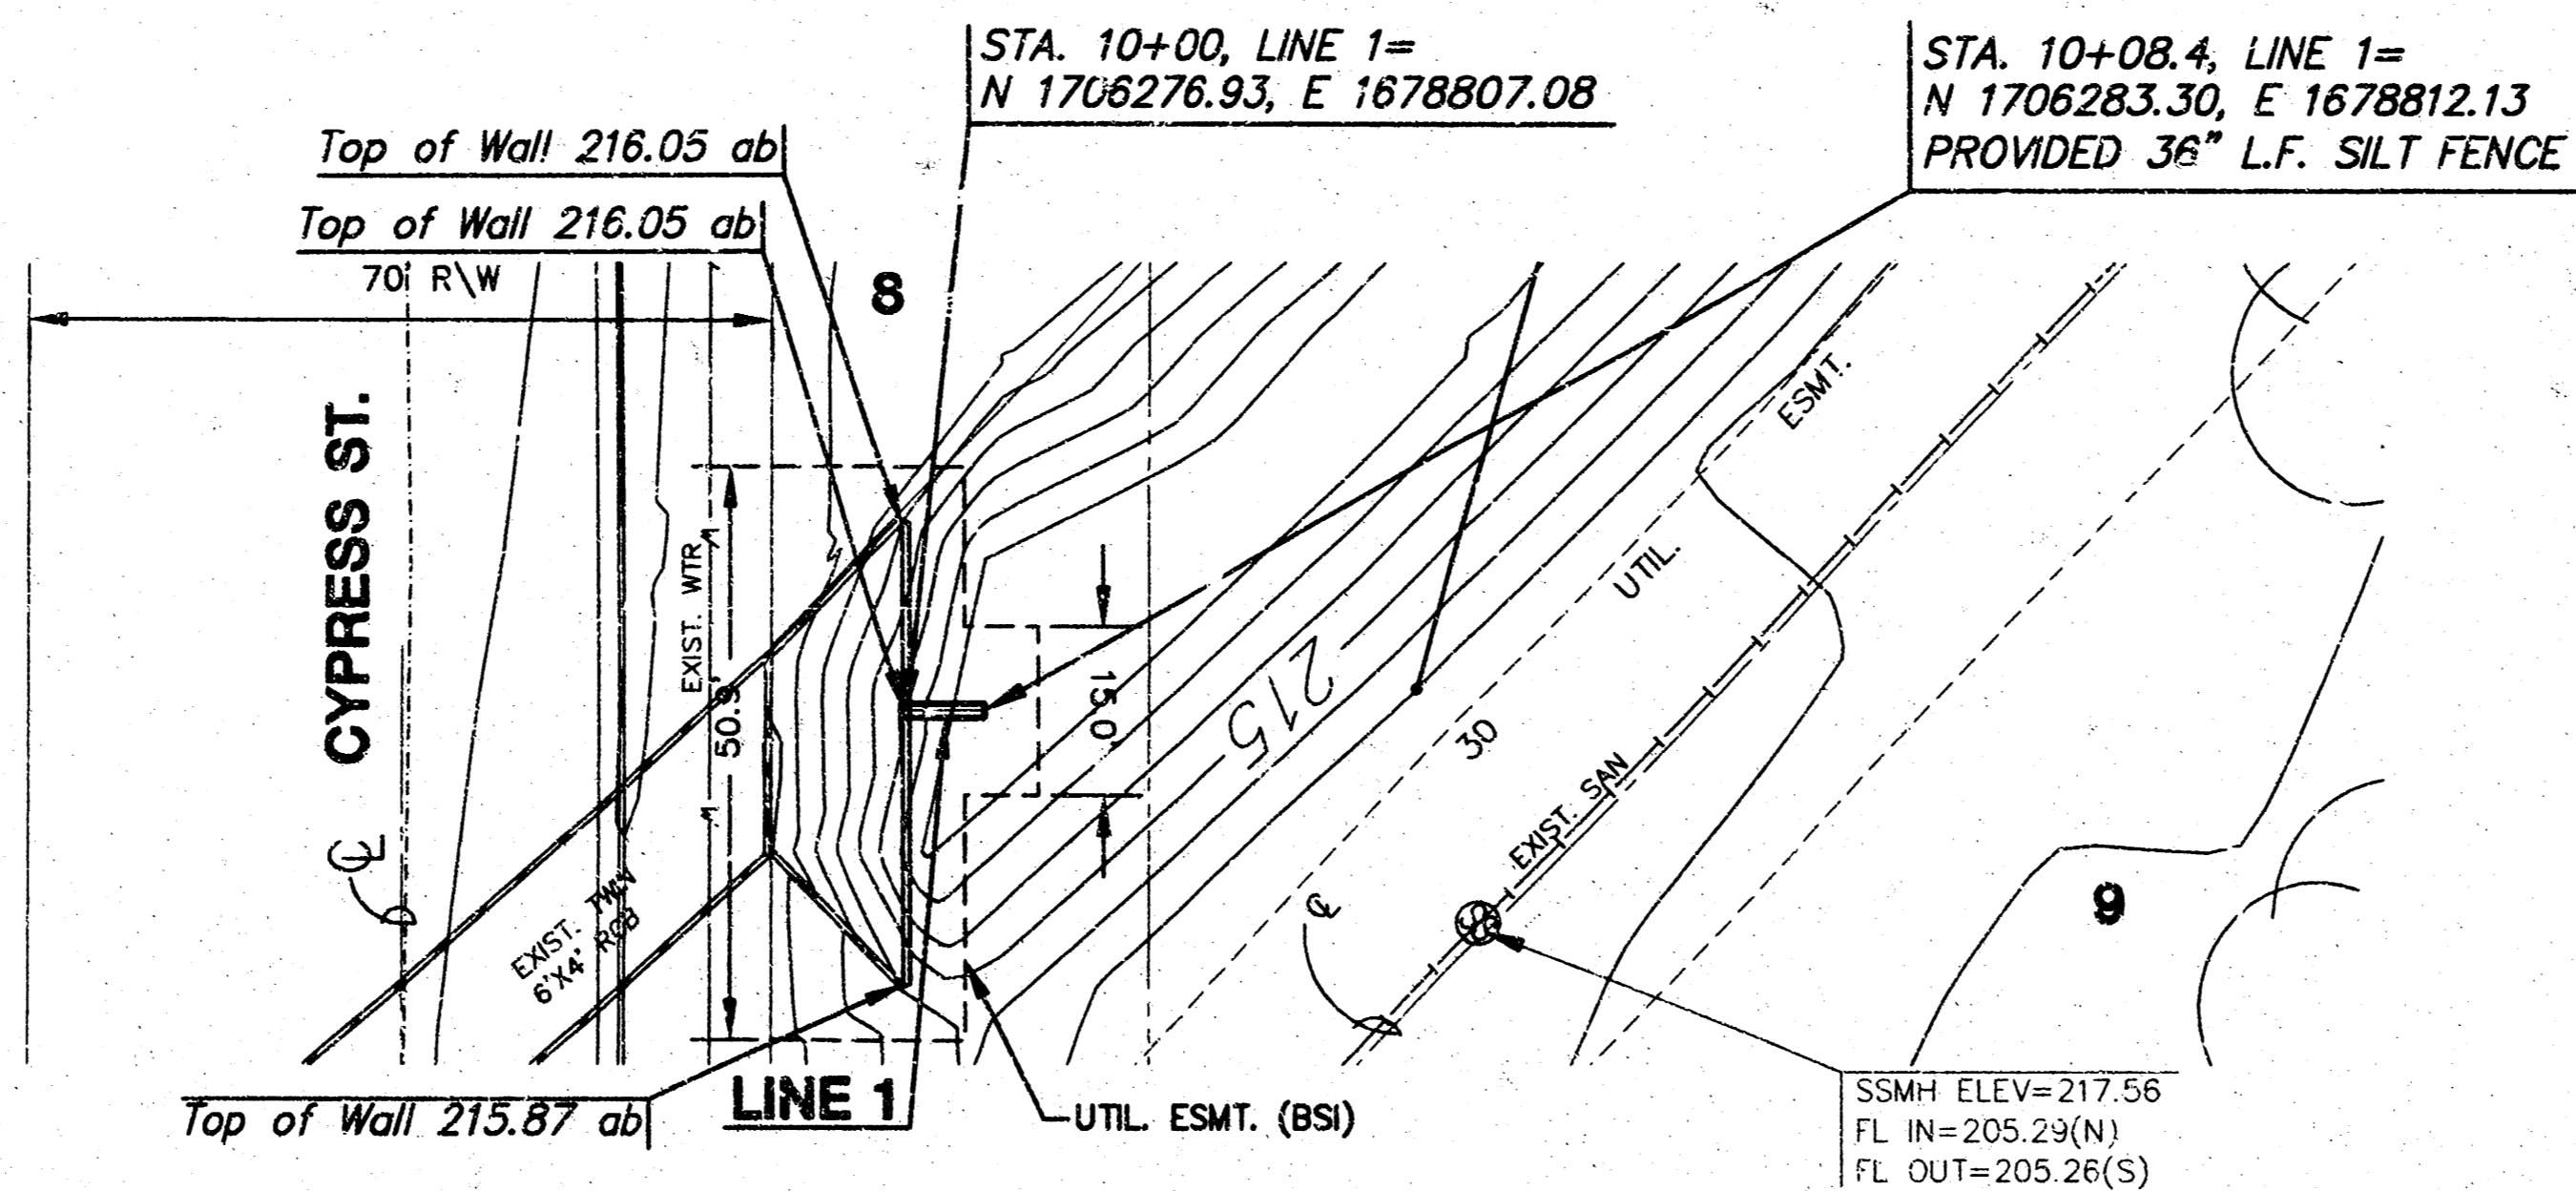 STA. 10+00, LINE 1=
N 1706276.93, E 1678807.08
STA. 10+08.4, LINE 1=
N 1706283.30, E 1678812.13
PROVIDED 36" L.F. SILT FENCE
Top of Wall 216.05 ab
Top of Wall 216.05 ab
70' R\W
8
CYPRESS ST.
EXIST. WTR
50.9'
15.0'
215
ESMT.
UTIL.
30
EXIST. SAN
9
EXIST. TWIN
6'X4' RCB
Top of Wall 215.87 ab
LINE 1
UTIL. ESMT. (BSI)
SSMH ELEV=217.56
FL IN=205.29(N)
FL OUT=205.26(S)